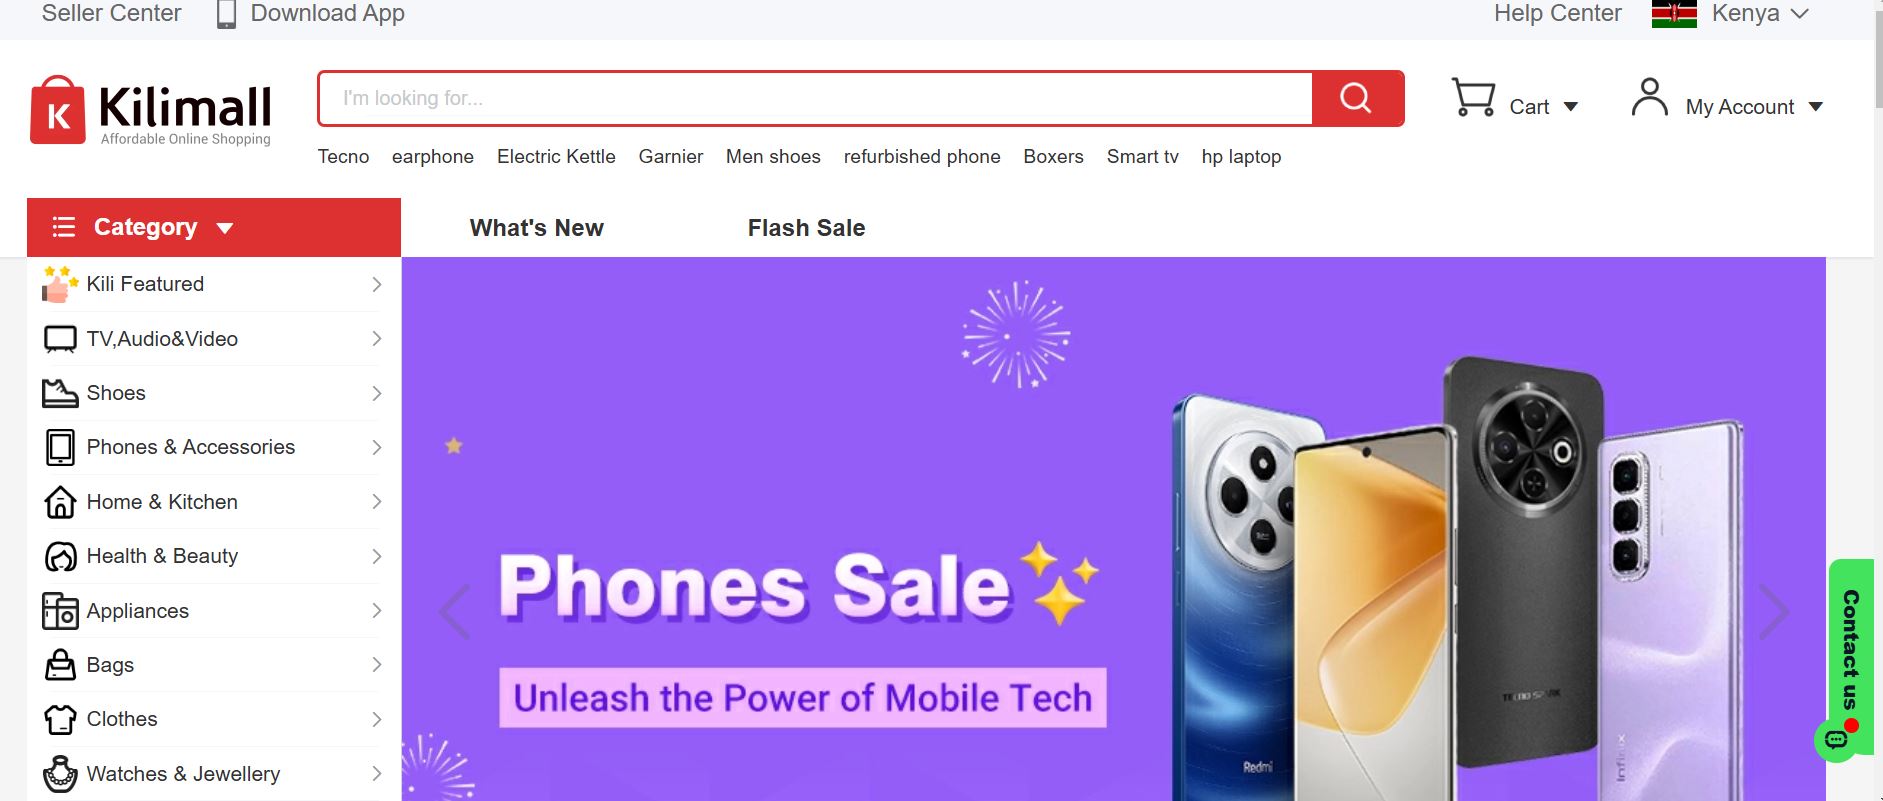 Seller Center Download App Help Center Kenya
Kilimall
Affordable Online Shopping
K
I'm looking for...
Cart My Account
Tecno earphone Electric Kettle Garnier Men shoes refurbished phone Boxers Smart tv hp laptop
Category What's New Flash Sale
Kili Featured
TV,Audio&Video
Shoes
Phones & Accessories
Home & Kitchen
Health & Beauty
Appliances
Bags
Clothes
Watches & Jewellery
Phones Sale
Unleash the Power of Mobile Tech
Redmi
TECNO SPARK
Infinix
Contact us